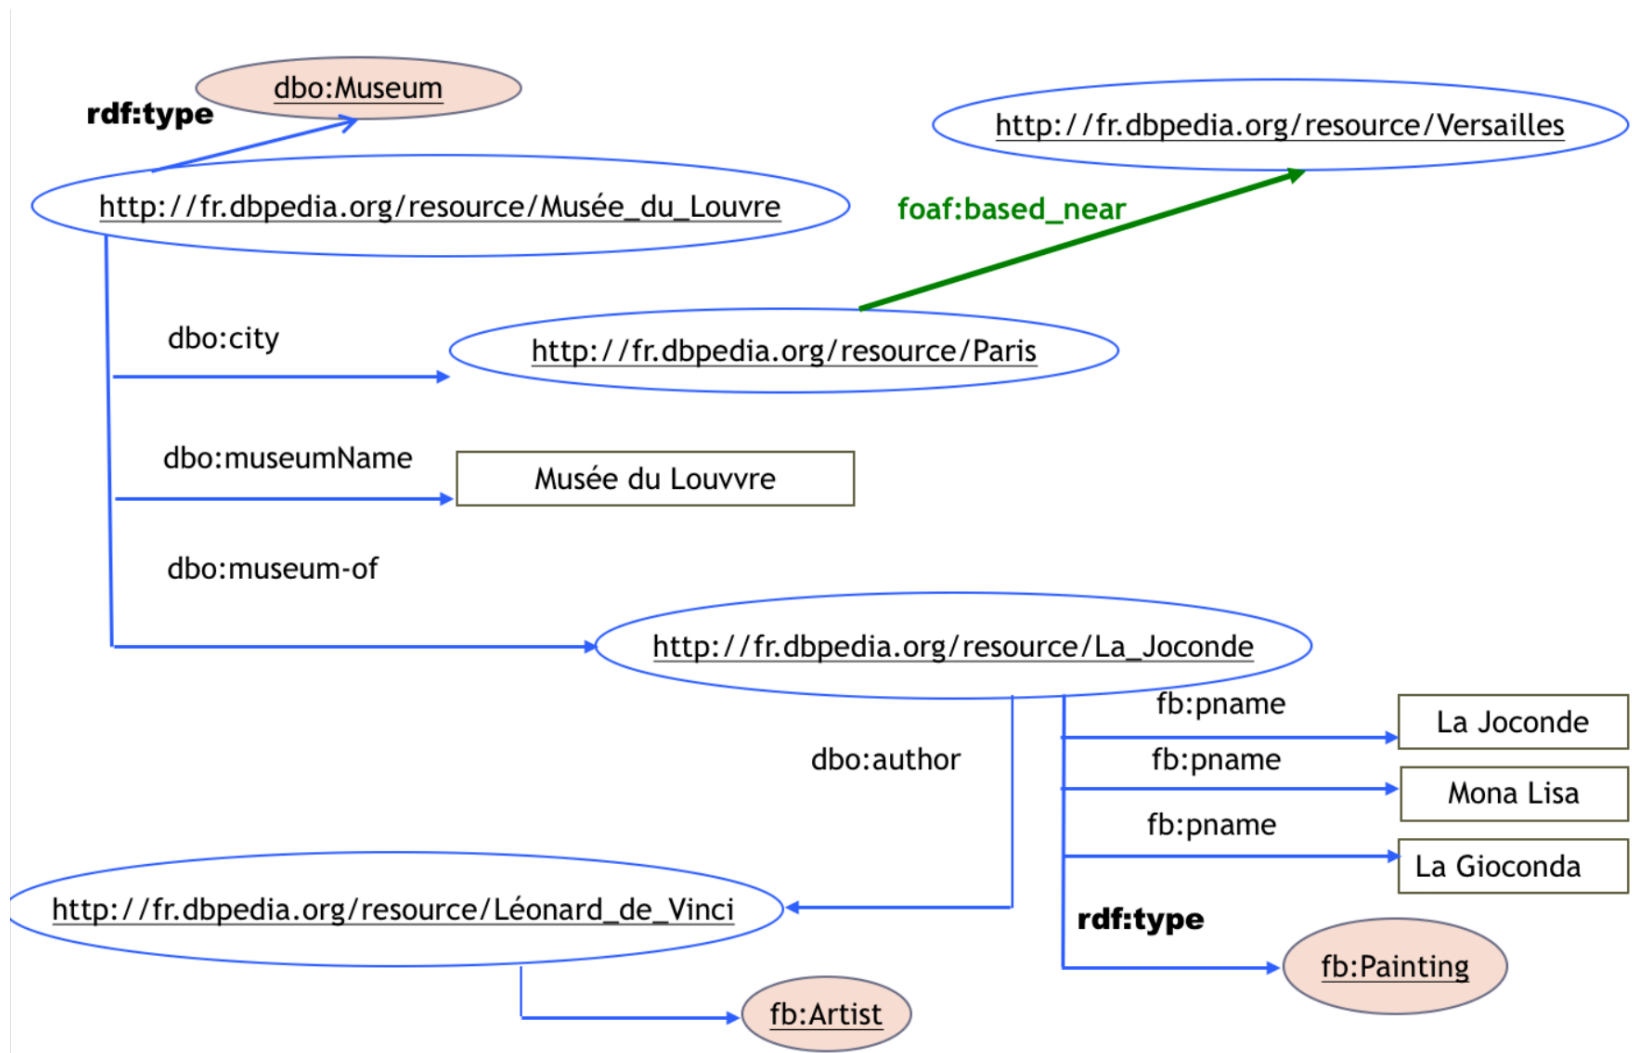 dbo:Museum
rdf:type
http://fr.dbpedia.org/resource/Versailles
http://fr.dbpedia.org/resource/Musée_du_Louvre
foaf:based_near
dbo:city
http://fr.dbpedia.org/resource/Paris
dbo:museumName
Musée du Louvvre
dbo:museum-of
http://fr.dbpedia.org/resource/La_Joconde
fb:pname
La Joconde
dbo:author
fb:pname
Mona Lisa
fb:pname
La Gioconda
http://fr.dbpedia.org/resource/Léonard_de_Vinci
rdf:type
fb:Painting
fb:Artist